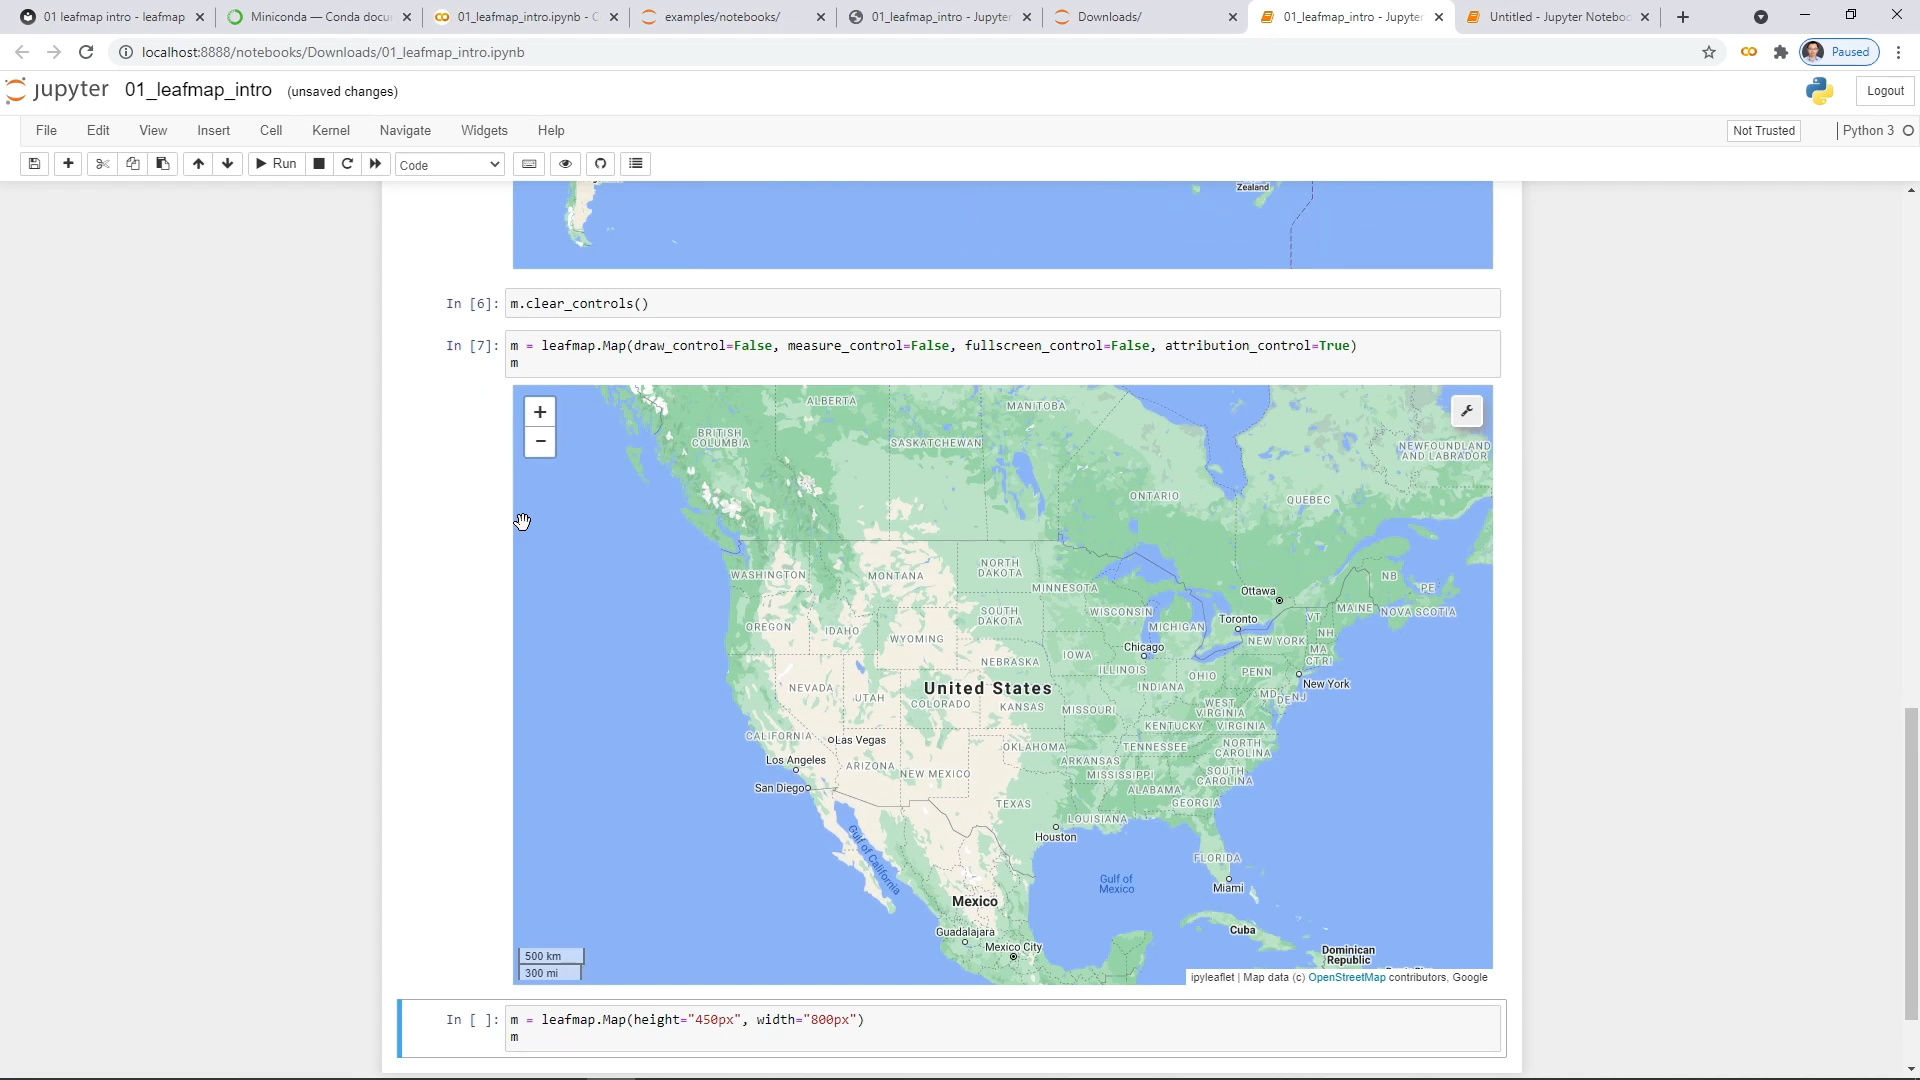 01 leafmap intro - leafmap
Miniconda — Conda docu
01_leafmap_intro.ipynb - C
examples/notebooks/
01_leafmap_intro - Jupyter
Downloads/
01_leafmap_intro - Jupyter
Untitled - Jupyter Noteboo
localhost:8888/notebooks/Downloads/01_leafmap_intro.ipynb
Paused
jupyter 01_leafmap_intro (unsaved changes)
Logout
File Edit View Insert Cell Kernel Navigate Widgets Help
Not Trusted
Python 3
Run
Code
Zealand
In [6]: m.clear_controls()
In [7]: m = leafmap.Map(draw_control=False, measure_control=False, fullscreen_control=False, attribution_control=True)
m
+
−
ALBERTA
MANITOBA
BRITISH
COLUMBIA
SASKATCHEWAN
NEWFOUNDLAND
AND LABRADOR
ONTARIO
QUEBEC
WASHINGTON
MONTANA
NORTH
DAKOTA
MINNESOTA
Ottawa
NB
PE
MAINE
NOVA SCOTIA
OREGON
IDAHO
WYOMING
SOUTH
DAKOTA
WISCONSIN
MICHIGAN
Toronto
VT
NH
NEW YORK
MA
CT RI
NEBRASKA
IOWA
Chicago
ILLINOIS
INDIANA
OHIO
PENN
New York
NEVADA
UTAH
United States
COLORADO
KANSAS
MISSOURI
WEST
VIRGINIA
MD
DE
NJ
KENTUCKY
VIRGINIA
CALIFORNIA
Las Vegas
OKLAHOMA
TENNESSEE
NORTH
CAROLINA
Los Angeles
ARIZONA
NEW MEXICO
ARKANSAS
MISSISSIPPI
SOUTH
CAROLINA
San Diego
ALABAMA
GEORGIA
TEXAS
LOUISIANA
Houston
Gulf of California
FLORIDA
Gulf of
Mexico
Miami
Mexico
Guadalajara
Mexico City
Cuba
Dominican
Republic
500 km
300 mi
ipyleaflet | Map data (c) OpenStreetMap contributors, Google
In [ ]: m = leafmap.Map(height="450px", width="800px")
m